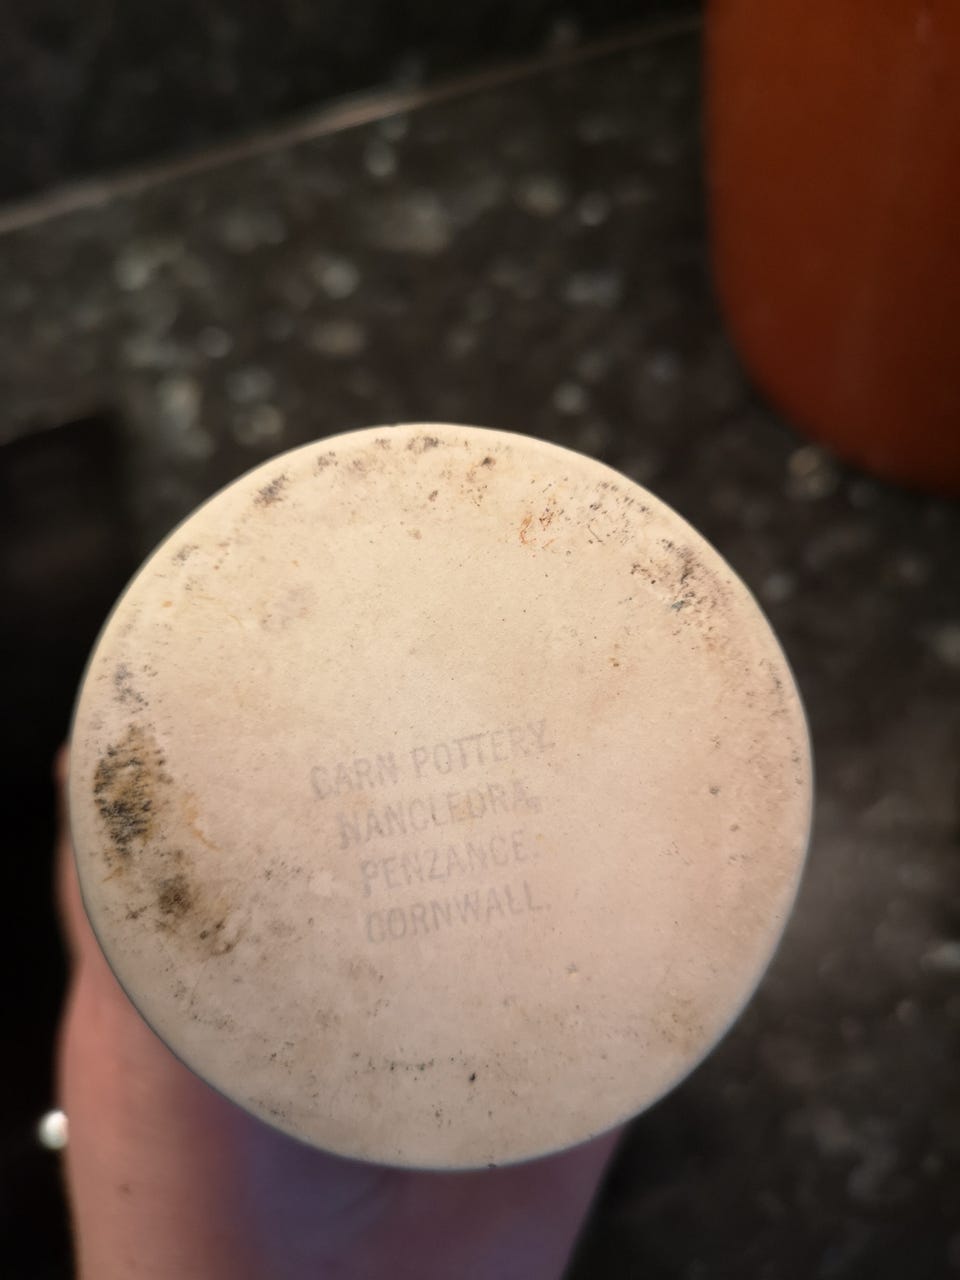 CARN POTTERY.
NANCLEDRA,
PENZANCE.
CORNWALL.